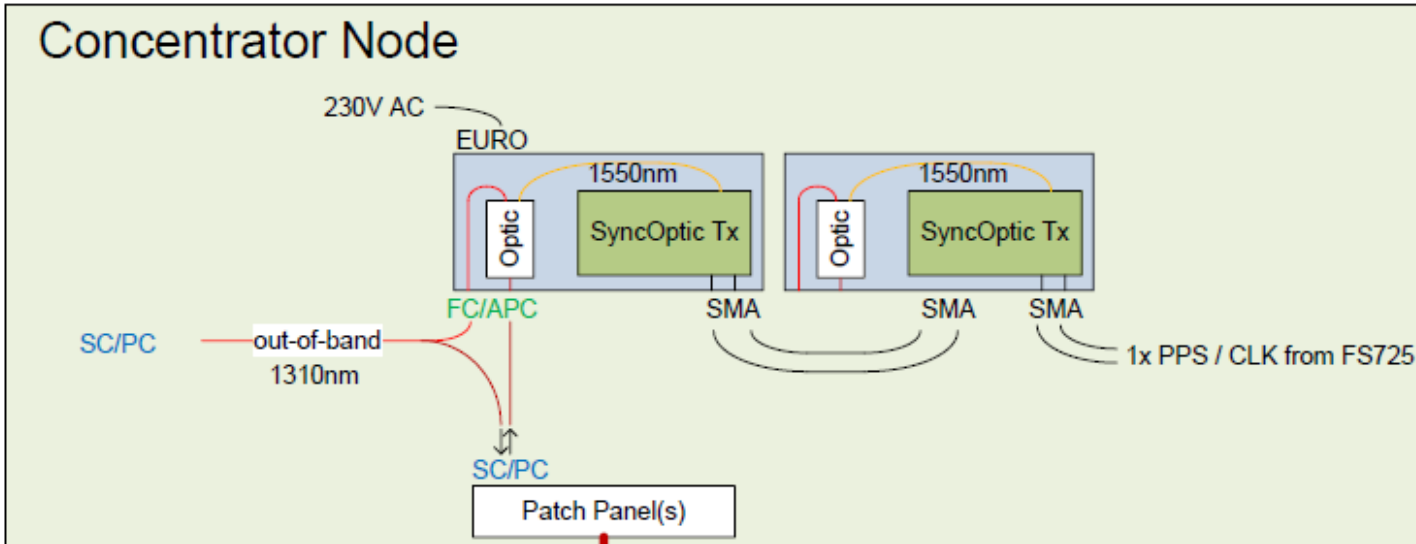 Concentrator Node
230V AC
EURO
1550nm
1550nm
Optic
SyncOptic Tx
Optic
SyncOptic Tx
FC/APC
SMA
SMA
SMA
SC/PC
out-of-band
1310nm
1x PPS / CLK from FS725
SC/PC
Patch Panel(s)